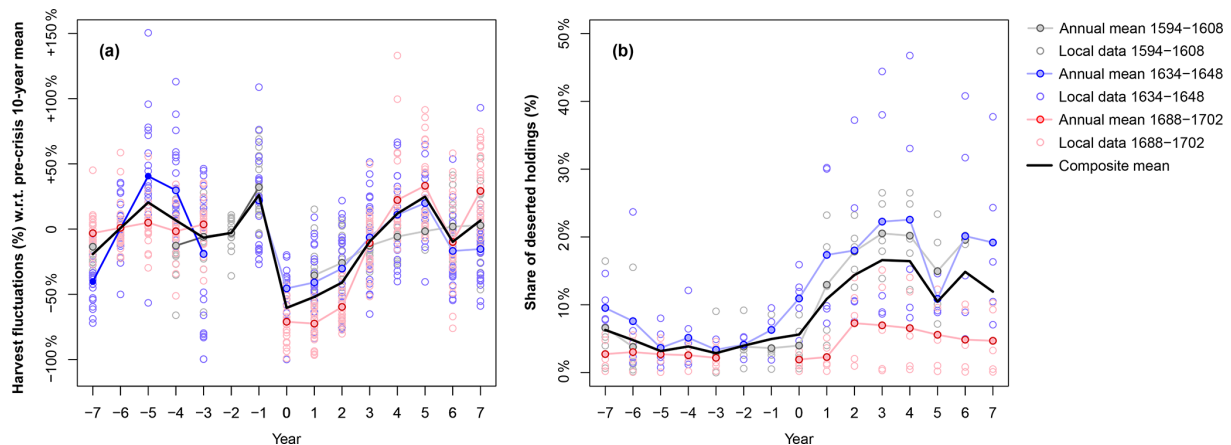 (a)
Harvest fluctuations (%) w.r.t. pre-crisis 10-year mean
+150%
+100%
+50%
0
−50%
−100%
−7 −6 −5 −4 −3 −2 −1 0 1 2 3 4 5 6 7
Year
(b)
Share of deserted holdings (%)
50%
40%
30%
20%
10%
0%
−7 −6 −5 −4 −3 −2 −1 0 1 2 3 4 5 6 7
Year
Annual mean 1594−1608
Local data 1594−1608
Annual mean 1634−1648
Local data 1634−1648
Annual mean 1688−1702
Local data 1688−1702
Composite mean